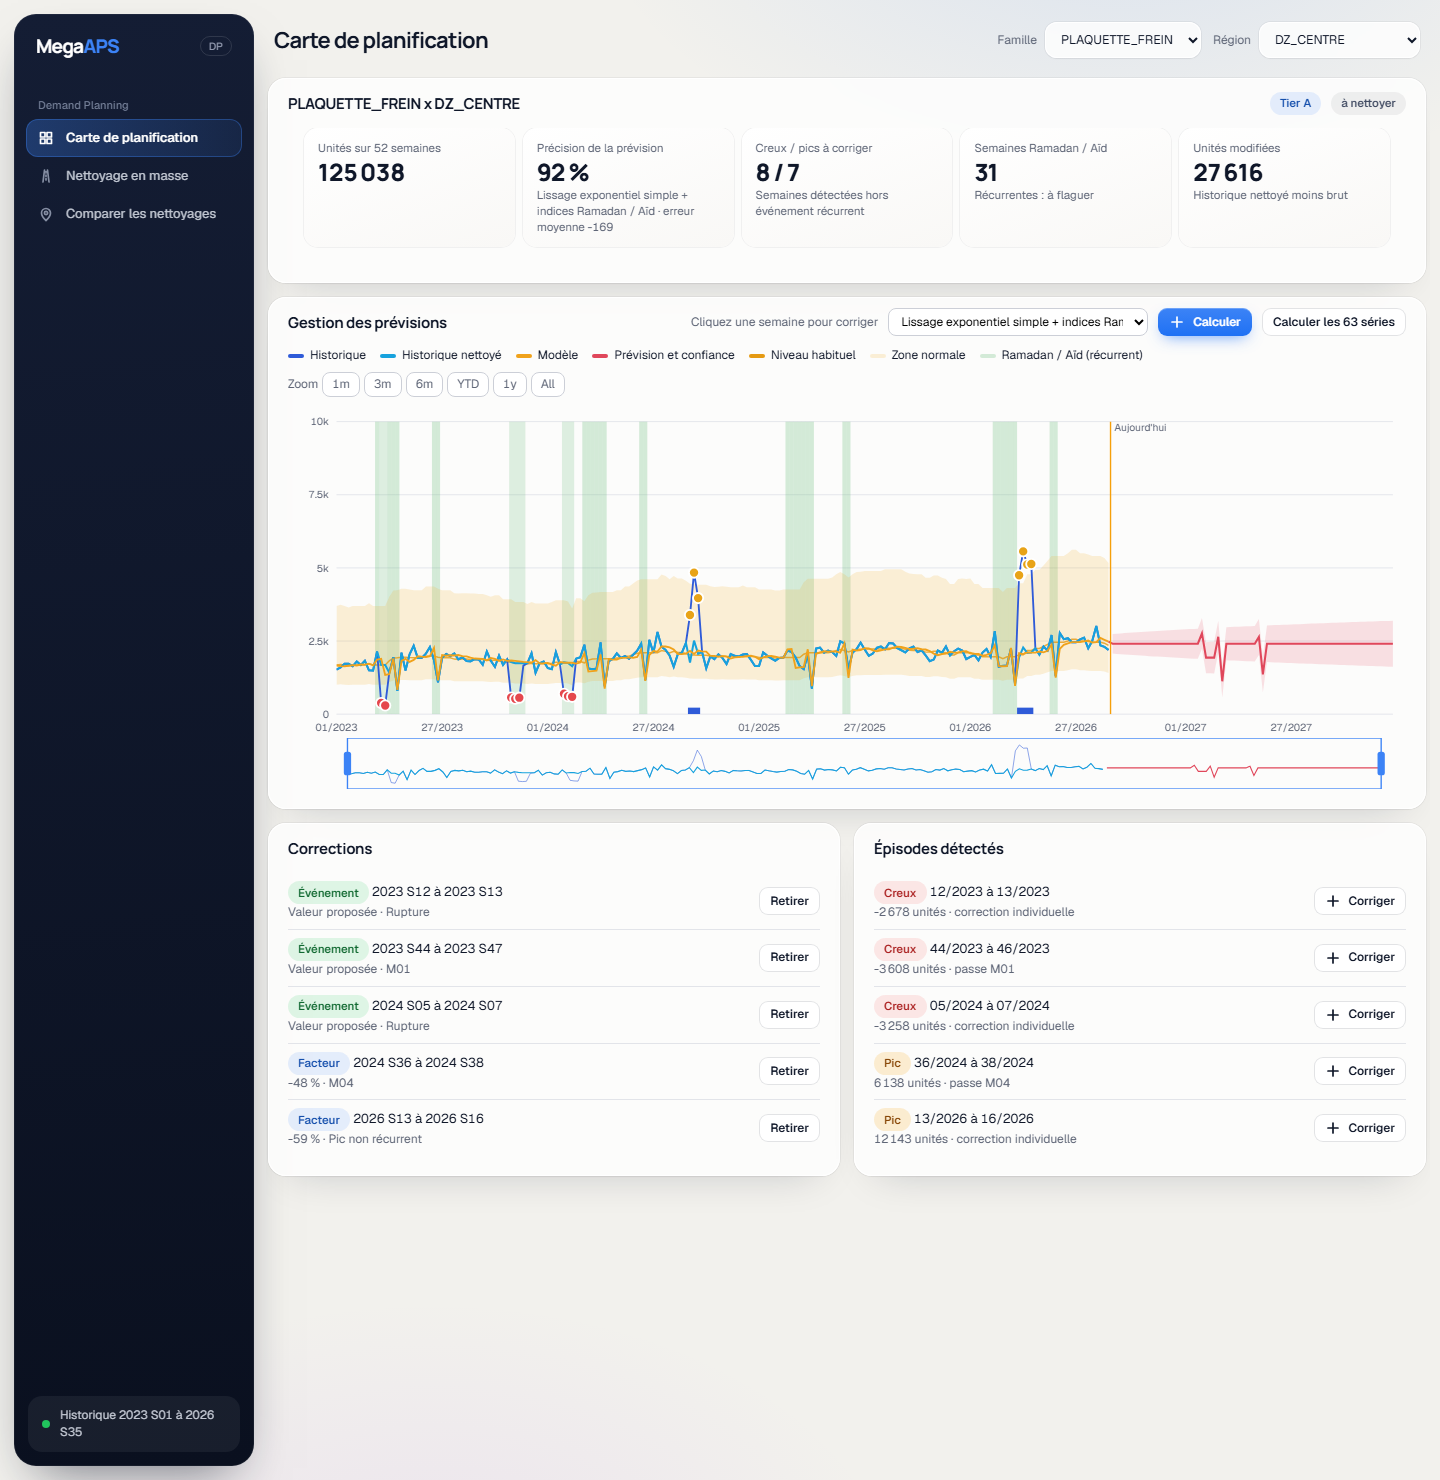 MegaAPS
DP
Demand Planning
Carte de planification
Nettoyage en masse
Comparer les nettoyages
Historique 2023 S01 à 2026
S35
Carte de planification
Famille
PLAQUETTE_FREIN
Région
DZ_CENTRE
PLAQUETTE_FREIN x DZ_CENTRE
Tier A
à nettoyer
Unités sur 52 semaines
125 038
Précision de la prévision
92 %
Lissage exponentiel simple +
indices Ramadan / Aïd · erreur
moyenne -169
Creux / pics à corriger
8 / 7
Semaines détectées hors
événement récurrent
Semaines Ramadan / Aïd
31
Récurrentes : à flaguer
Unités modifiées
27 616
Historique nettoyé moins brut
Gestion des prévisions
Cliquez une semaine pour corriger
Lissage exponentiel simple + indices Ran
Calculer
Calculer les 63 séries
Historique
Historique nettoyé
Modèle
Prévision et confiance
Niveau habituel
Zone normale
Ramadan / Aïd (récurrent)
Zoom
1m
3m
6m
YTD
1y
All
10k
Aujourd'hui
7.5k
5k
2.5k
0
01/2023
27/2023
01/2024
27/2024
01/2025
27/2025
01/2026
27/2026
01/2027
27/2027
Corrections
Événement 2023 S12 à 2023 S13
Valeur proposée · Rupture
Retirer
Événement 2023 S44 à 2023 S47
Valeur proposée · M01
Retirer
Événement 2024 S05 à 2024 S07
Valeur proposée · Rupture
Retirer
Facteur 2024 S36 à 2024 S38
-48 % · M04
Retirer
Facteur 2026 S13 à 2026 S16
-59 % · Pic non récurrent
Retirer
Épisodes détectés
Creux 12/2023 à 13/2023
-2 678 unités · correction individuelle
Corriger
Creux 44/2023 à 46/2023
-3 608 unités · passe M01
Corriger
Creux 05/2024 à 07/2024
-3 258 unités · correction individuelle
Corriger
Pic 36/2024 à 38/2024
6 138 unités · passe M04
Corriger
Pic 13/2026 à 16/2026
12 143 unités · correction individuelle
Corriger